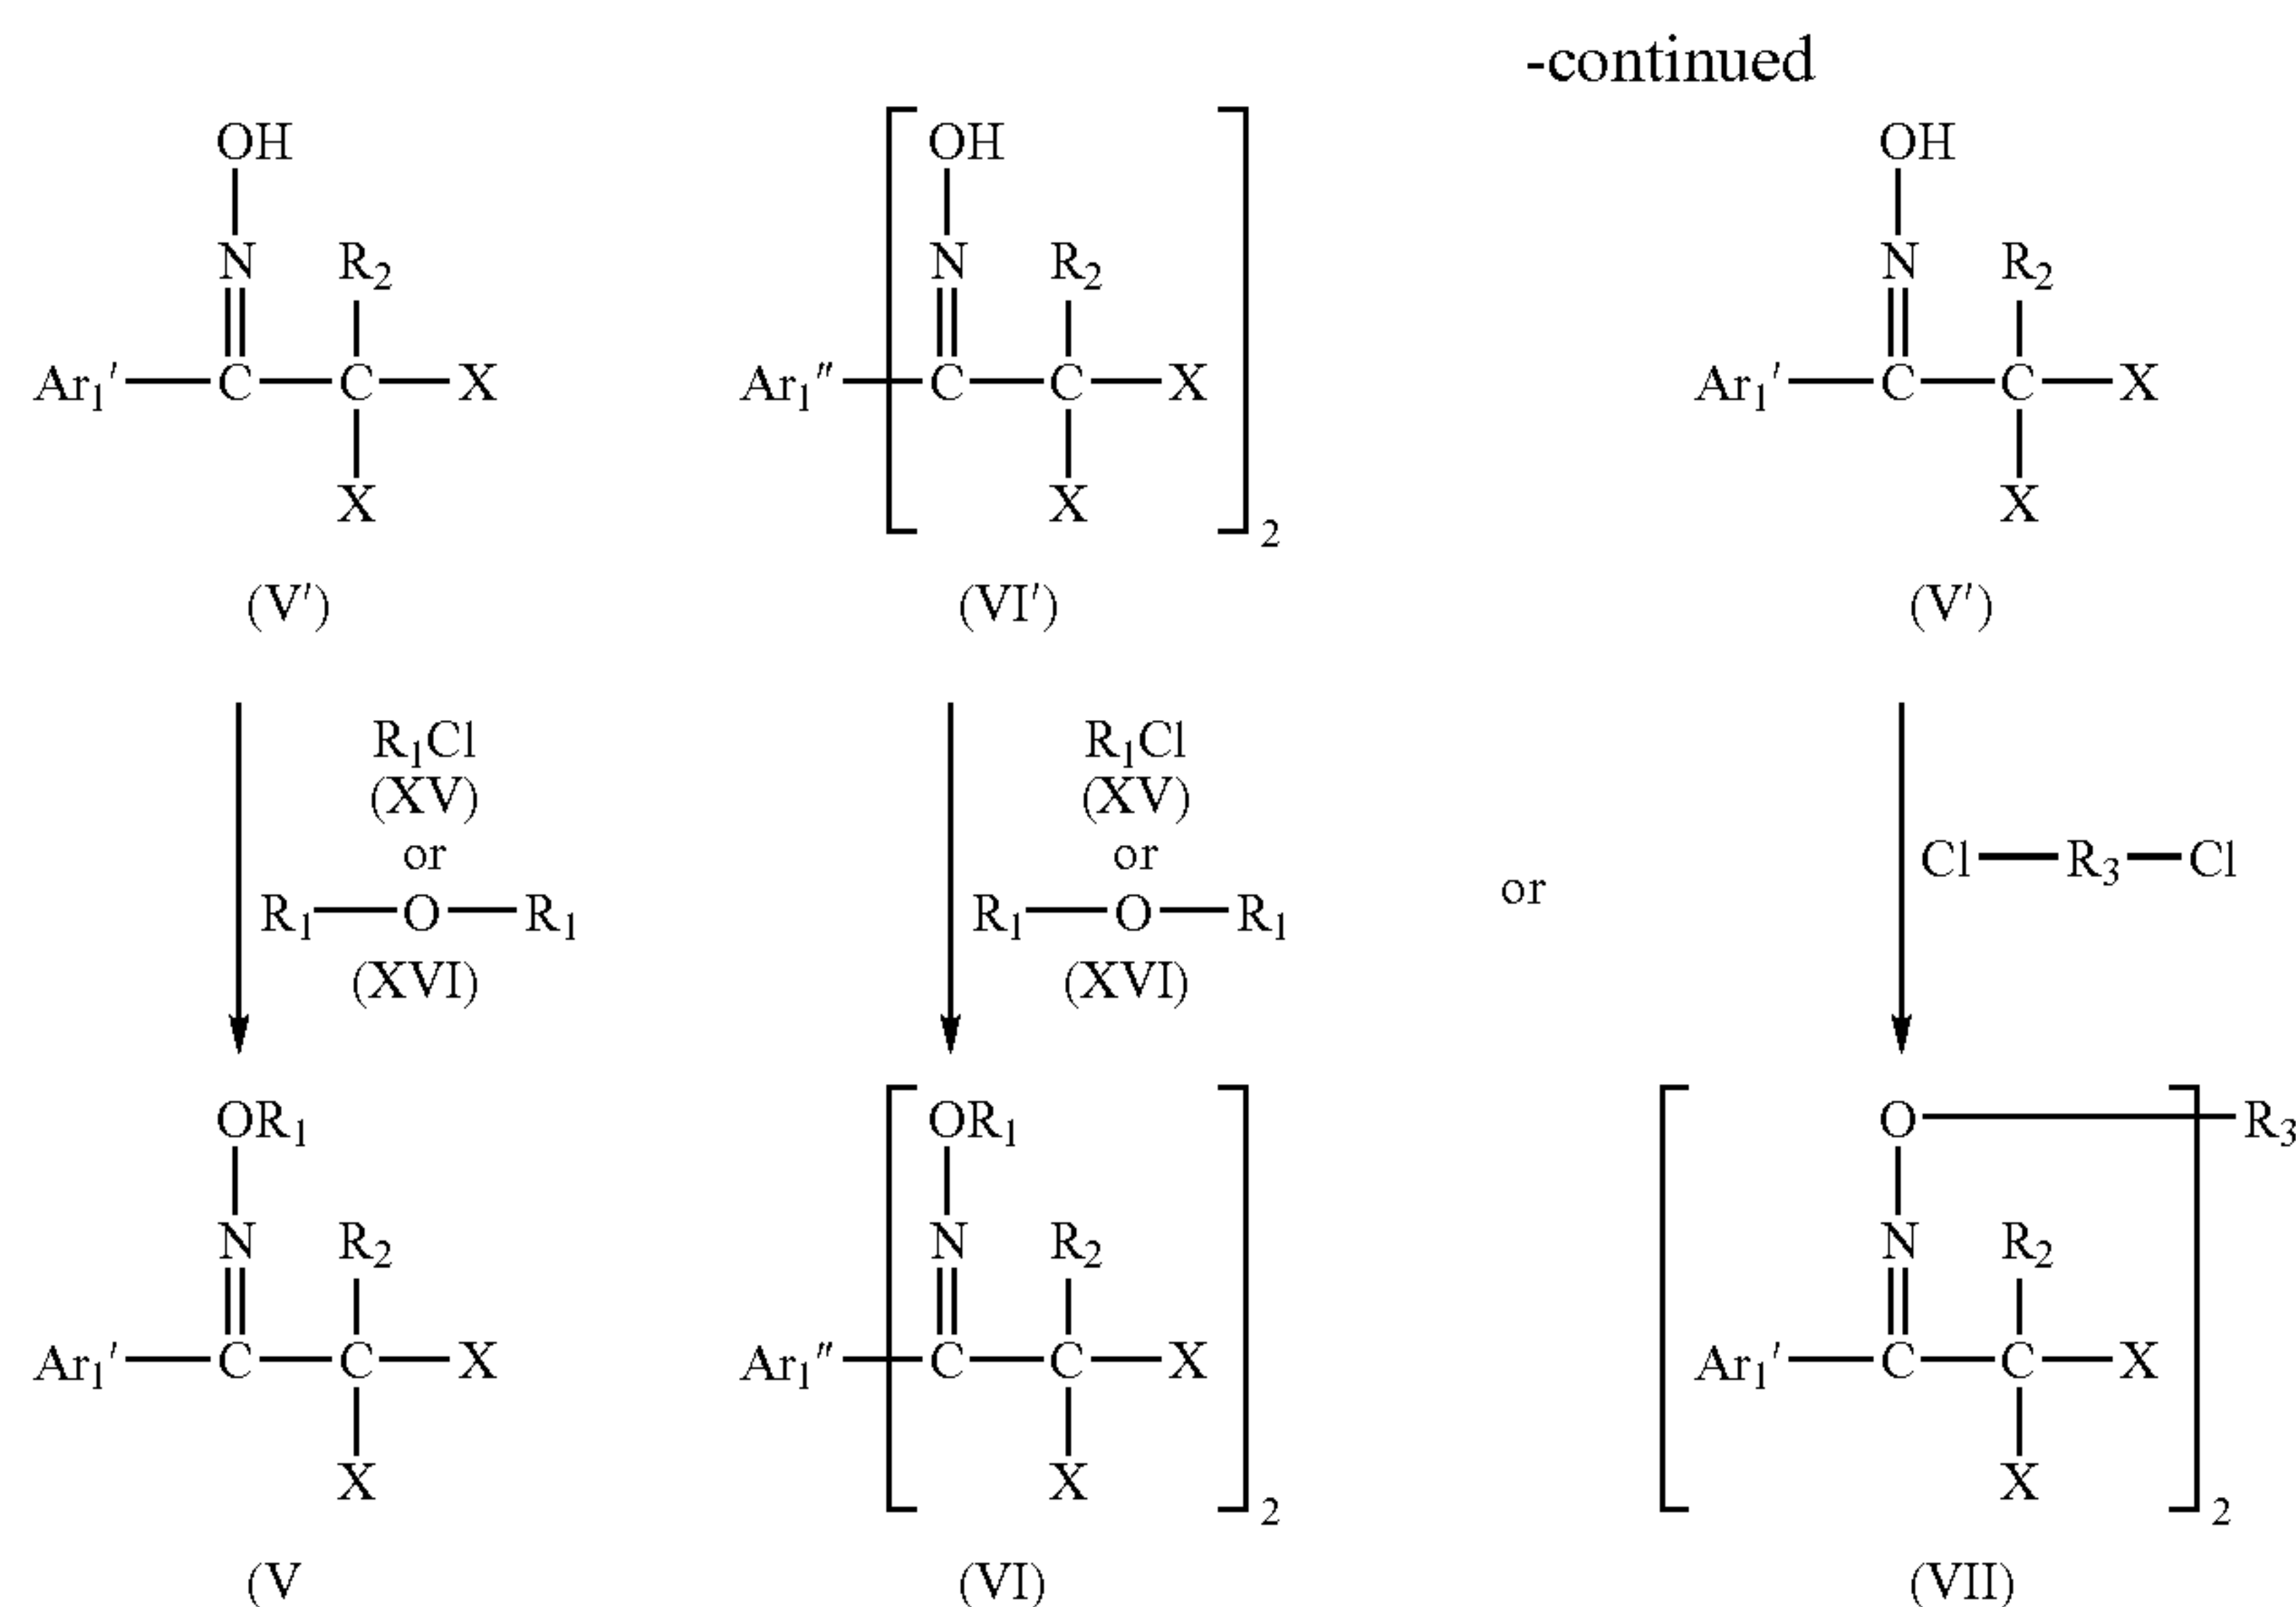 -continued
OH OH OH
N R2 N R2 N R2
Ar1′ C C X Ar1″ C C X Ar1′ C C X
X X X
2
(V′) (VI′) (V′)
R1Cl R1Cl
(XV) (XV)
or or Cl R3 Cl
or
R1 O R1 R1 O R1
(XVI) (XVI)
OR1 OR1 O R3
N R2 N R2 N R2
Ar1′ C C X Ar1″ C C X Ar1′ C C X
X X X
2 2
(V (VI) (VII)